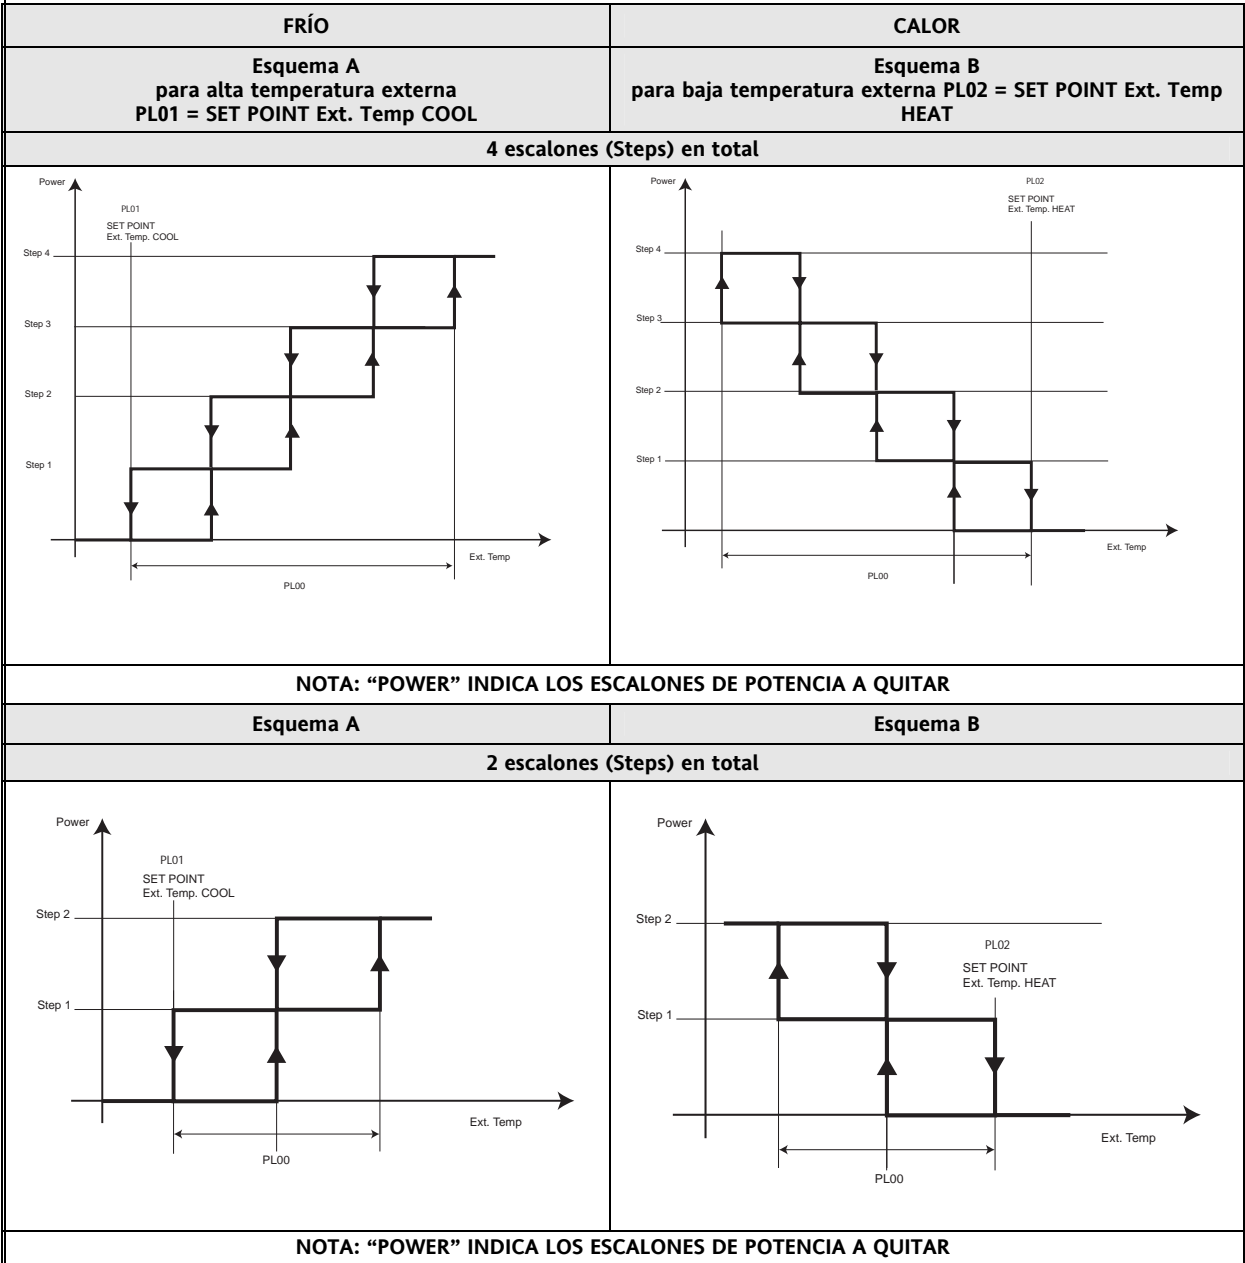 FRÍO
CALOR
Esquema A
para alta temperatura externa
PL01 = SET POINT Ext. Temp COOL
Esquema B
para baja temperatura externa PL02 = SET POINT Ext. Temp
HEAT
4 escalones (Steps) en total
Power
PL01
SET POINT
Ext. Temp. COOL
Step 4
Step 3
Step 2
Step 1
Ext. Temp
PL00
Power
PL02
SET POINT
Ext. Temp. HEAT
Step 4
Step 3
Step 2
Step 1
Ext. Temp
PL00
NOTA: “POWER” INDICA LOS ESCALONES DE POTENCIA A QUITAR
Esquema A
Esquema B
2 escalones (Steps) en total
Power
PL01
SET POINT
Ext. Temp. COOL
Step 2
Step 1
Ext. Temp
PL00
Power
Step 2
PL02
SET POINT
Ext. Temp. HEAT
Step 1
Ext. Temp
PL00
NOTA: “POWER” INDICA LOS ESCALONES DE POTENCIA A QUITAR